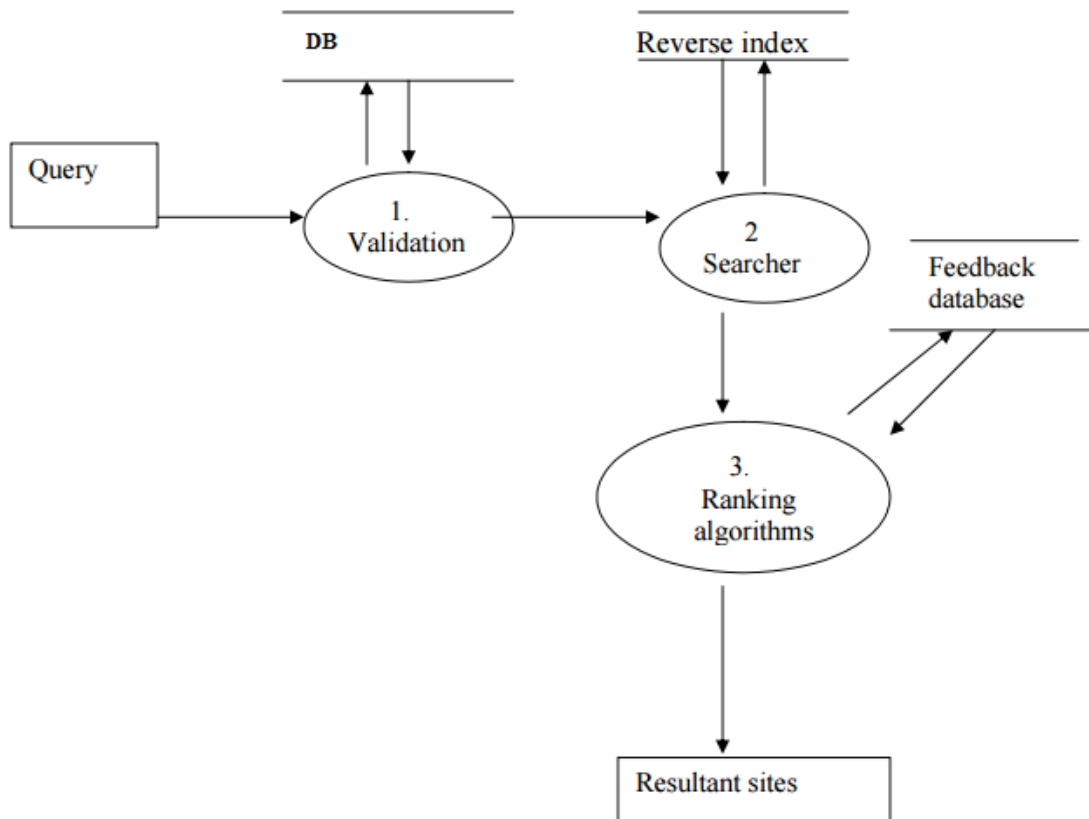 DB
Reverse index
Query
1.
Validation
2
Searcher
Feedback
database
3.
Ranking
algorithms
Resultant sites